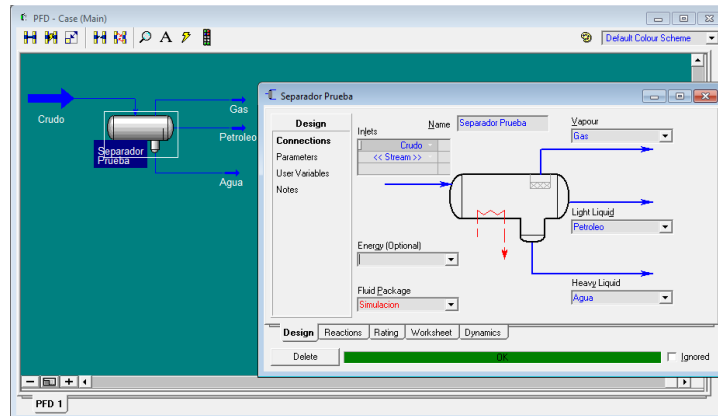 PFD - Case (Main)
A
Default Colour Scheme
Crudo
Gas
Petroleo
Separador
Prueba
Agua
PFD 1
Separador Prueba
Design
Connections
Parameters
User Variables
Notes
Name
Separador Prueba
Inlets
Crudo
<< Stream >>
Vapour
Gas
Light Liquid
Petroleo
Energy (Optional)
Heavy Liquid
Agua
Fluid Package
Simulacion
Design Reactions Rating Worksheet Dynamics
Delete
OK
Ignored